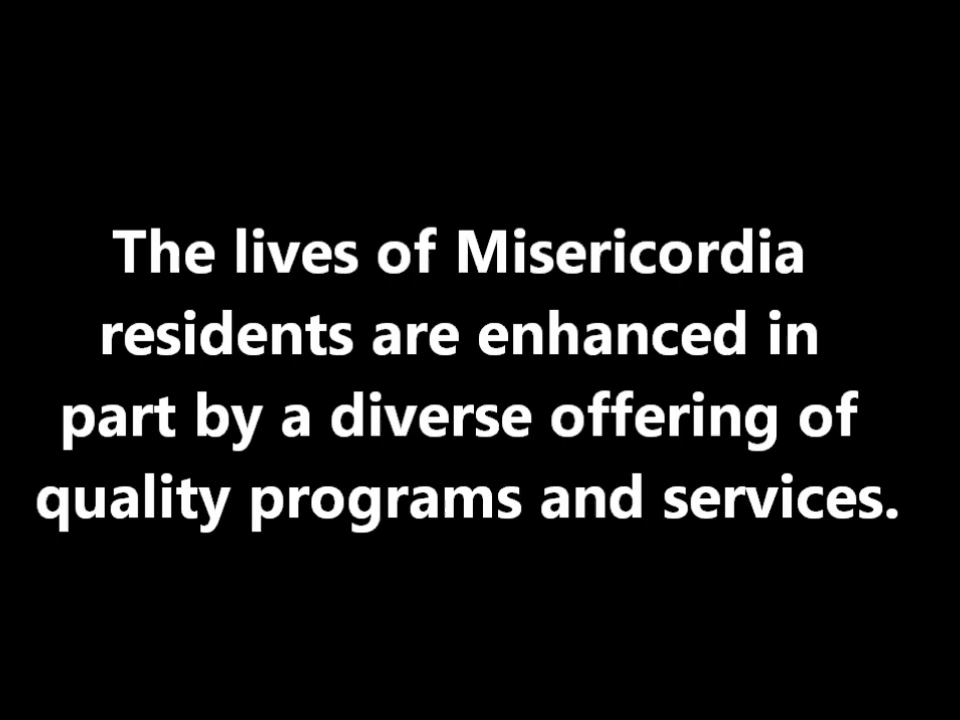 The lives of Misericordia
residents are enhanced in
part by a diverse offering of
quality programs and services.